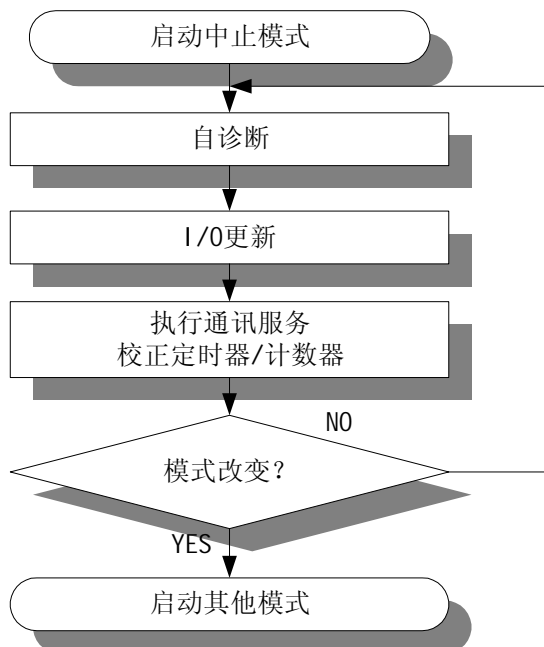 启动中止模式
自诊断
I/O更新
执行通讯服务
校正定时器/计数器
NO
模式改变?
YES
启动其他模式